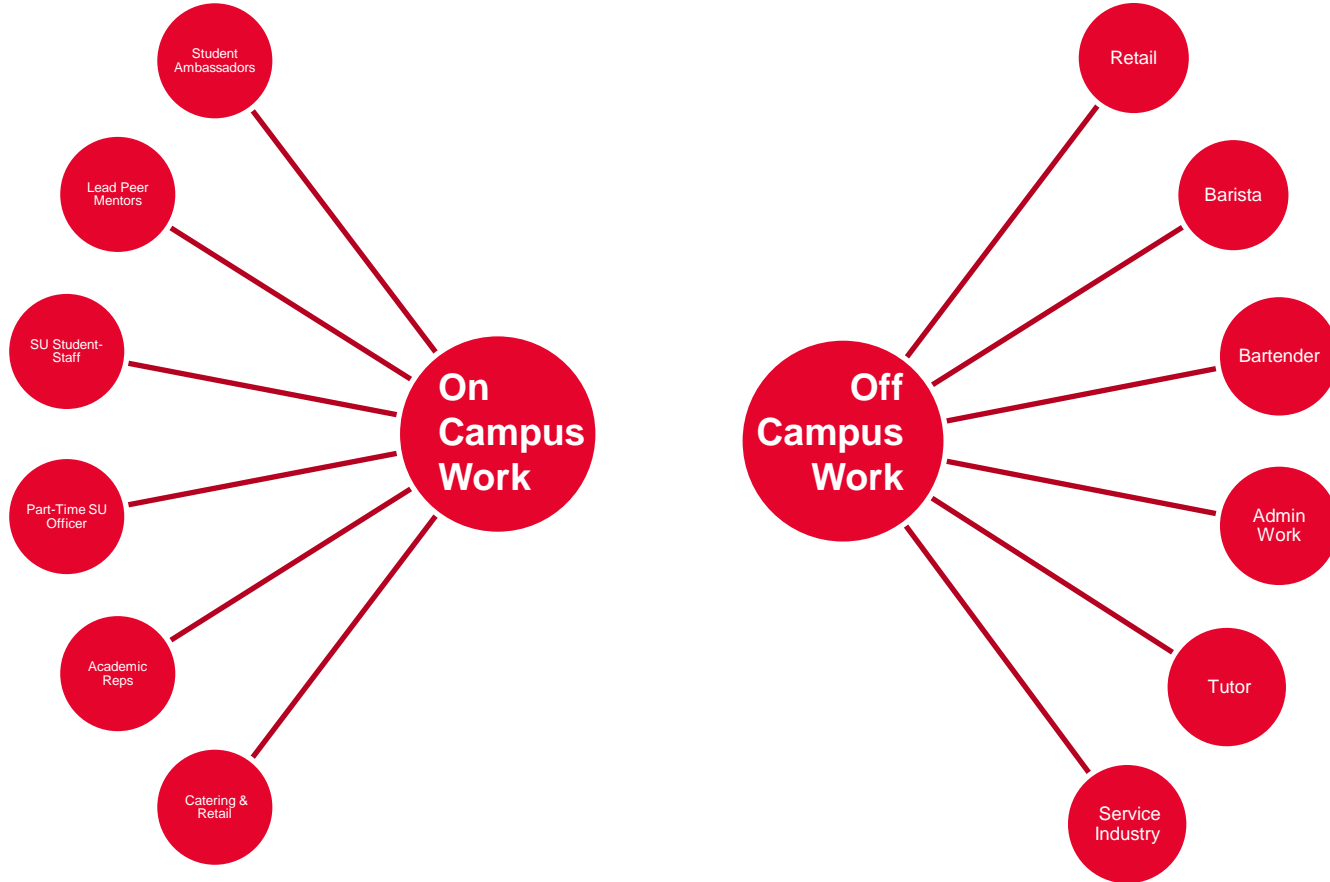 Student
Ambassadors
Lead Peer
Mentors
SU Student-
Staff
Part-Time SU
Officer
Academic
Reps
Catering &
Retail
On
Campus
Work
Off
Campus
Work
Retail
Barista
Bartender
Admin
Work
Tutor
Service
Industry